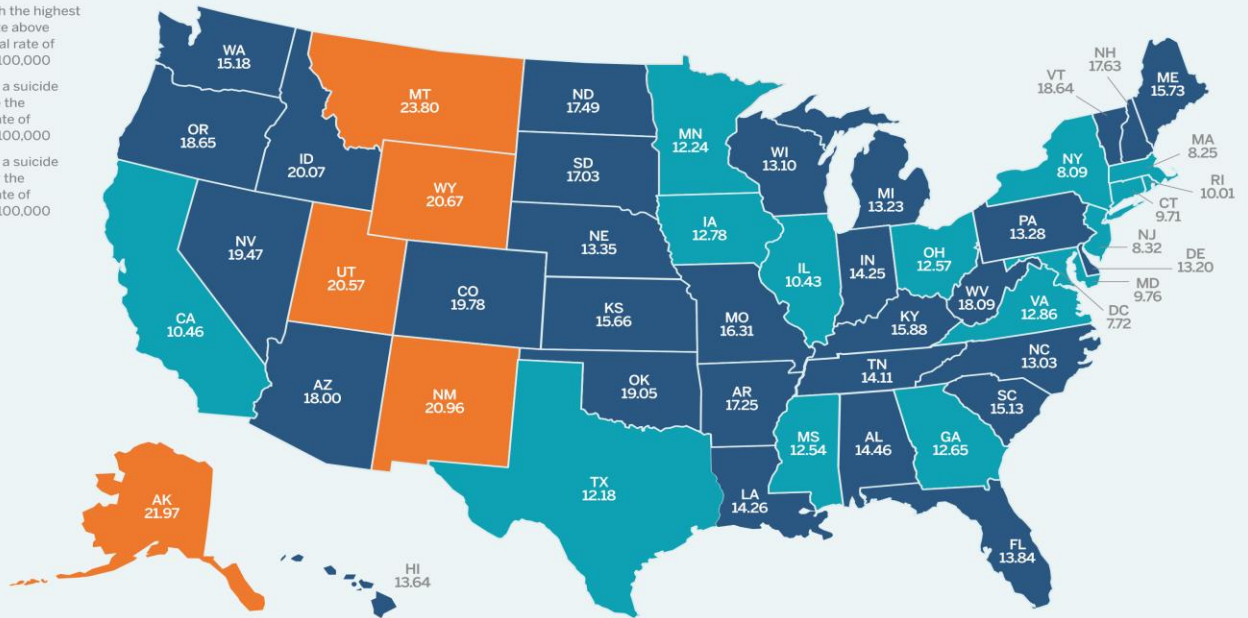 h the highest
te above
al rate of
100,000
a suicide
the
ate of
100,000
a suicide
the
ate of
100,000
WA
15.18
OR
18.65
CA
10.46
NV
19.47
ID
20.07
MT
23.80
WY
20.67
UT
20.57
AZ
18.00
CO
19.78
NM
20.96
ND
17.49
SD
17.03
NE
13.35
KS
15.66
OK
19.05
TX
12.18
MN
12.24
IA
12.78
MO
16.31
AR
17.25
LA
14.26
WI
13.10
IL
10.43
MI
13.23
IN
14.25
OH
12.57
KY
15.88
TN
14.11
MS
12.54
AL
14.46
GA
12.65
FL
13.84
SC
15.13
NC
13.03
VA
12.86
WV
18.09
PA
13.28
NY
8.09
VT
18.64
NH
17.63
ME
15.73
MA
8.25
RI
10.01
CT
9.71
NJ
8.32
DE
13.20
MD
9.76
DC
7.72
AK
21.97
HI
13.64